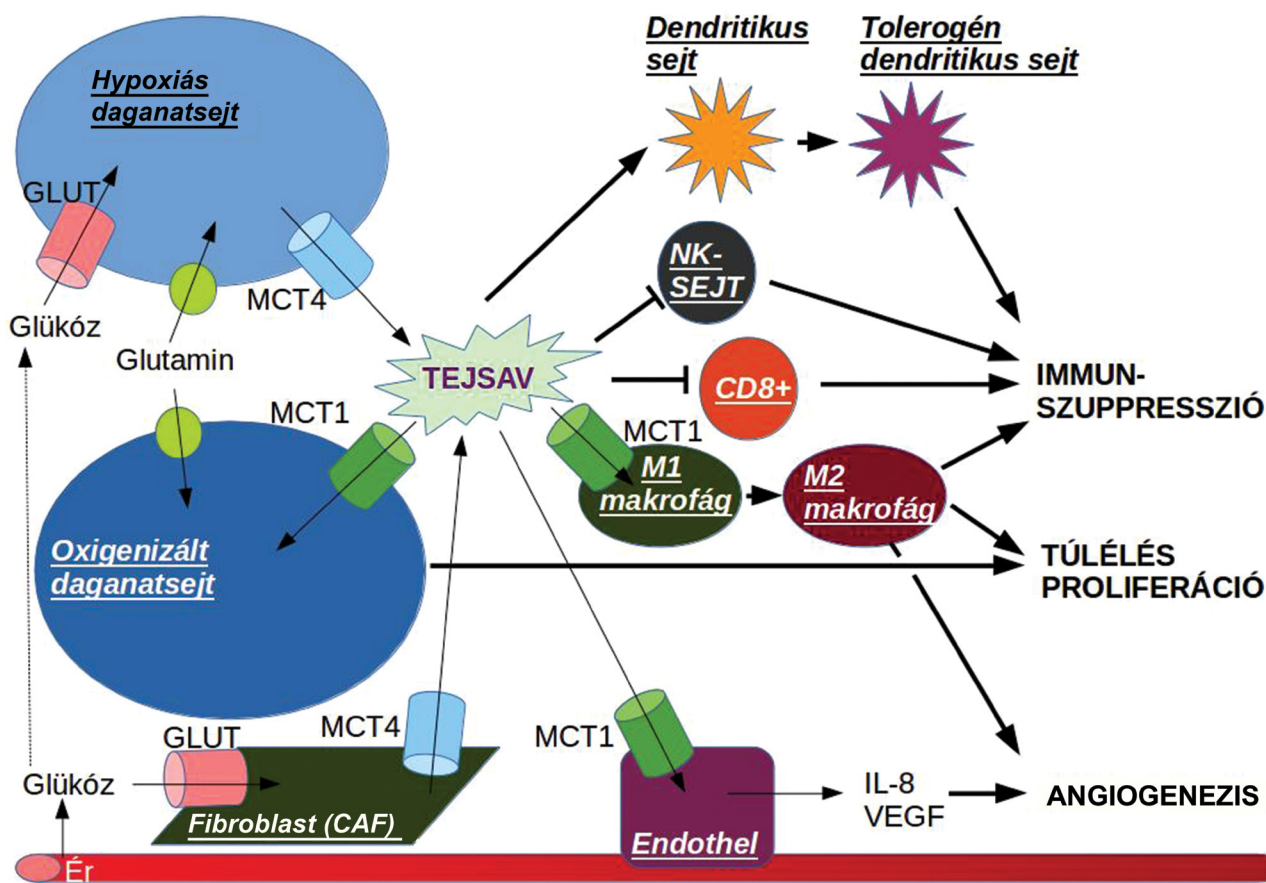 Hypoxiás
daganatsejt
GLUT
Glükóz
MCT4
Glutamin
MCT1
TEJSAV
Oxigenizált
daganatsejt
MCT4
GLUT
Glükóz
Fibroblast (CAF)
Ér
Dendritikus
sejt
Tolerogén
dendritikus sejt
NK-
SEJT
CD8+
MCT1
M1
makrofág
M2
makrofág
MCT1
Endothel
IL-8
VEGF
IMMUN-
SZUPPRESSZIÓ
TÚLÉLÉS
PROLIFERÁCIÓ
ANGIOGENEZIS